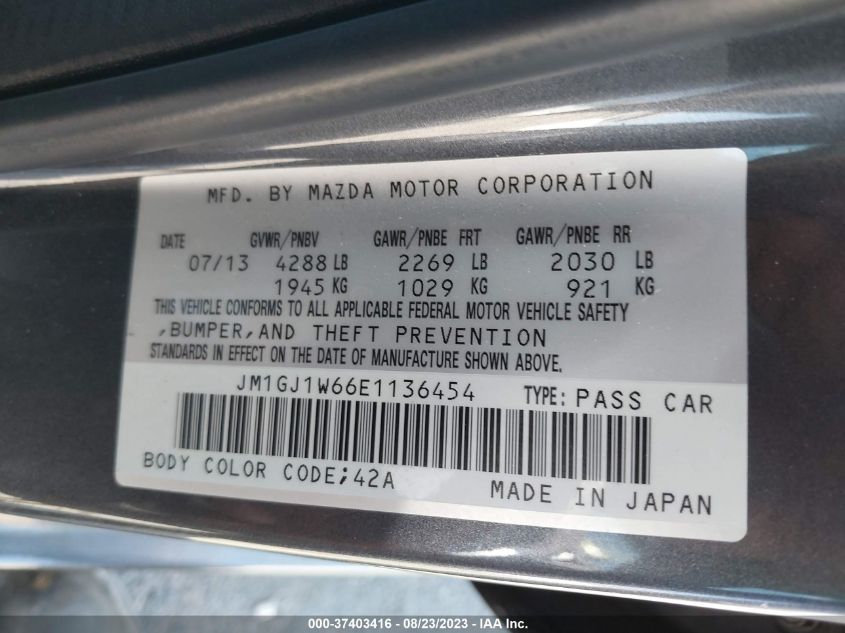 MFD. BY MAZDA MOTOR CORPORATION
DATE GVWR/PNBV GAWR/PNBE FRT GAWR/PNBE RR
07/13 4288 LB 2269 LB 2030 LB
1945 KG 1029 KG 921 KG
THIS VEHICLE CONFORMS TO ALL APPLICABLE FEDERAL MOTOR VEHICLE SAFETY
,BUMPER,AND THEFT PREVENTION
STANDARDS IN EFFECT ON THE DATE OF MANUFACTURE SHOWN ABOVE.
JM1GJ1W66E1136454 TYPE: PASS CAR
BODY COLOR CODE;42A
MADE IN JAPAN
000-37403416 - 08/23/2023 - IAA Inc.